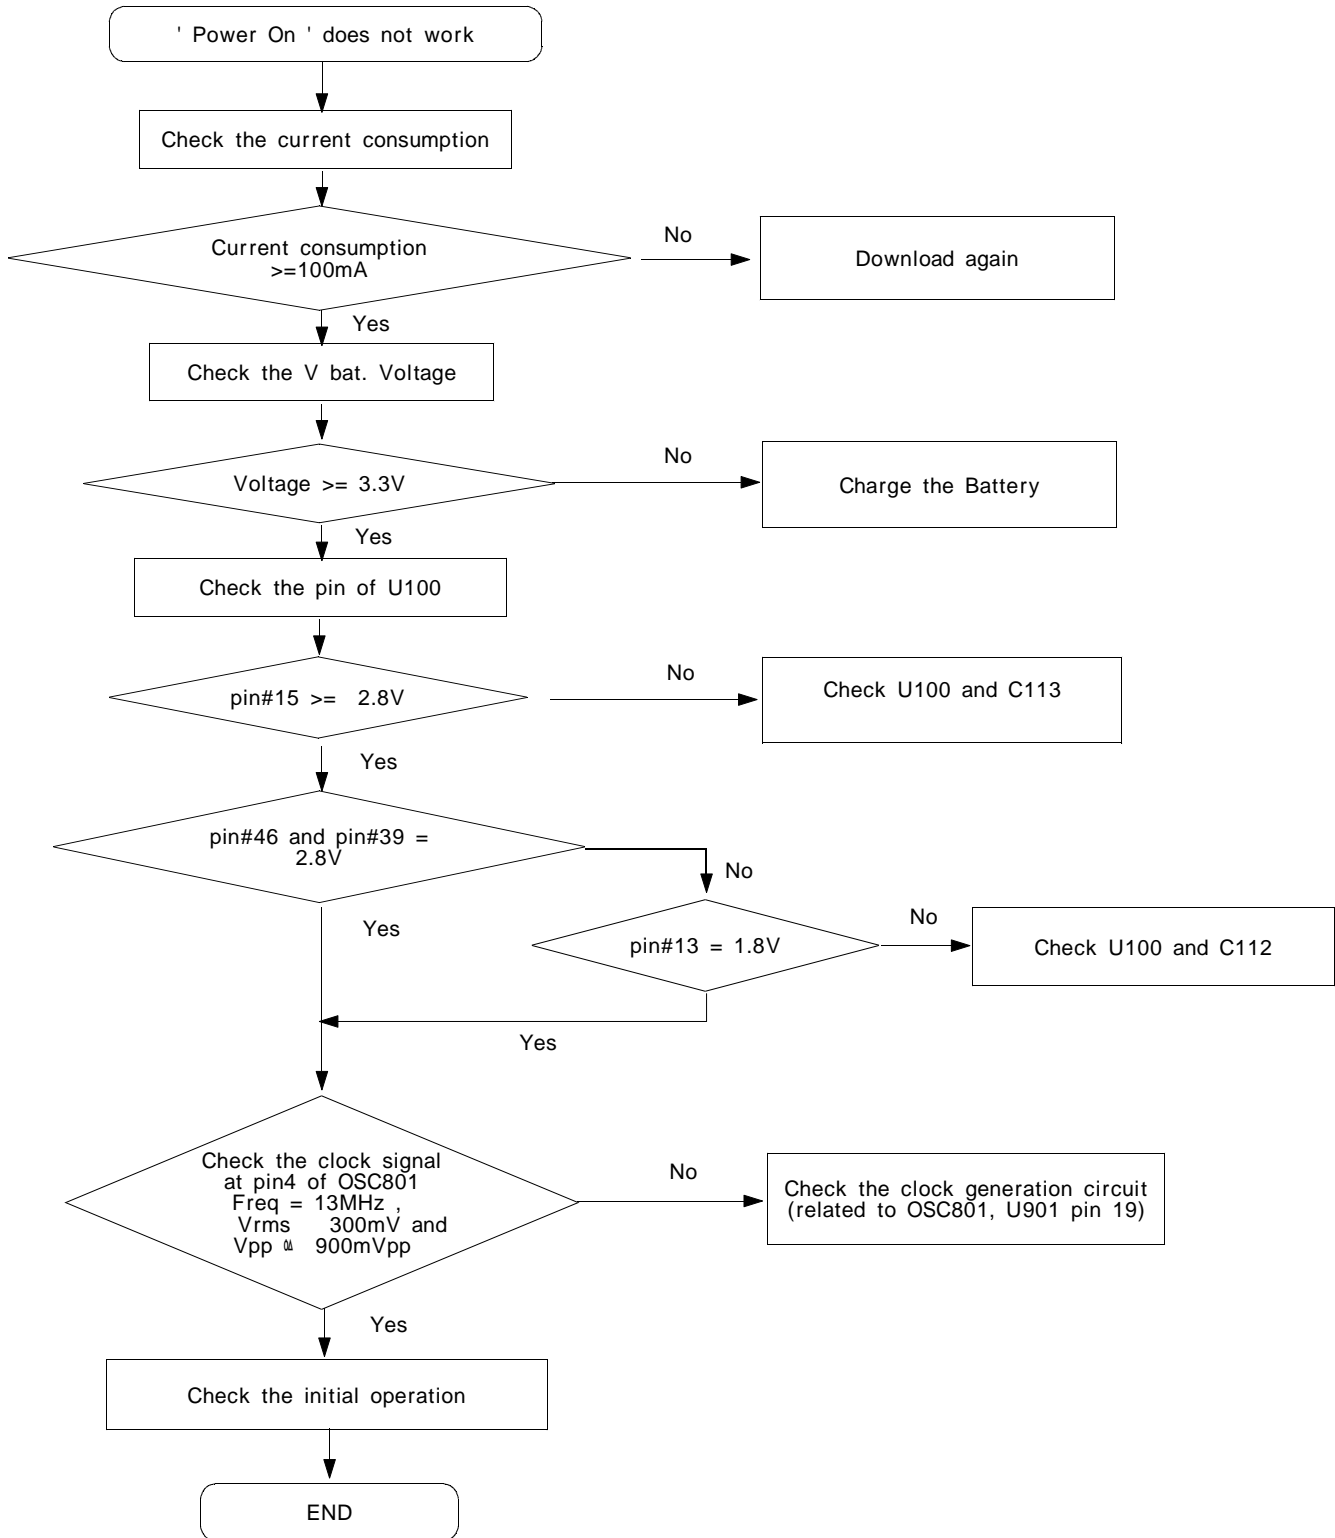 ' Power On ' does not work
Check the current consumption
Current consumption
>=100mA
No
Download again
Yes
Check the V bat. Voltage
Voltage >= 3.3V
No
Charge the Battery
Yes
Check the pin of U100
pin#15 >= 2.8V
No
Check U100 and C113
Yes
pin#46 and pin#39 =
2.8V
No
Yes
pin#13 = 1.8V
No
Check U100 and C112
Yes
Check the clock signal
at pin4 of OSC801
Freq = 13MHz ,
Vrms 300mV and
Vpp 900mVpp
No
Check the clock generation circuit
(related to OSC801, U901 pin 19)
Yes
Check the initial operation
END